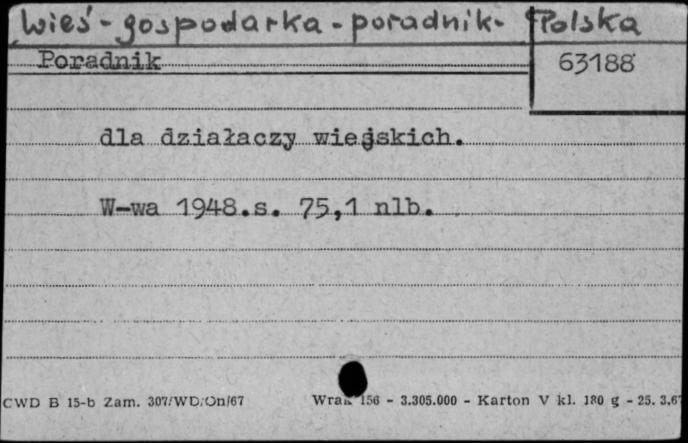 Wieś - gospodarka - poradnik - Polska
Poradnik
63188
dla działaczy wiejskich.
W-wa 1948.s. 75,1 nlb.
CWD B 15-b Zam. 307/WD/On/67 Wrak 156 - 3.305.000 - Karton V kl. 180 g - 25. 3.67